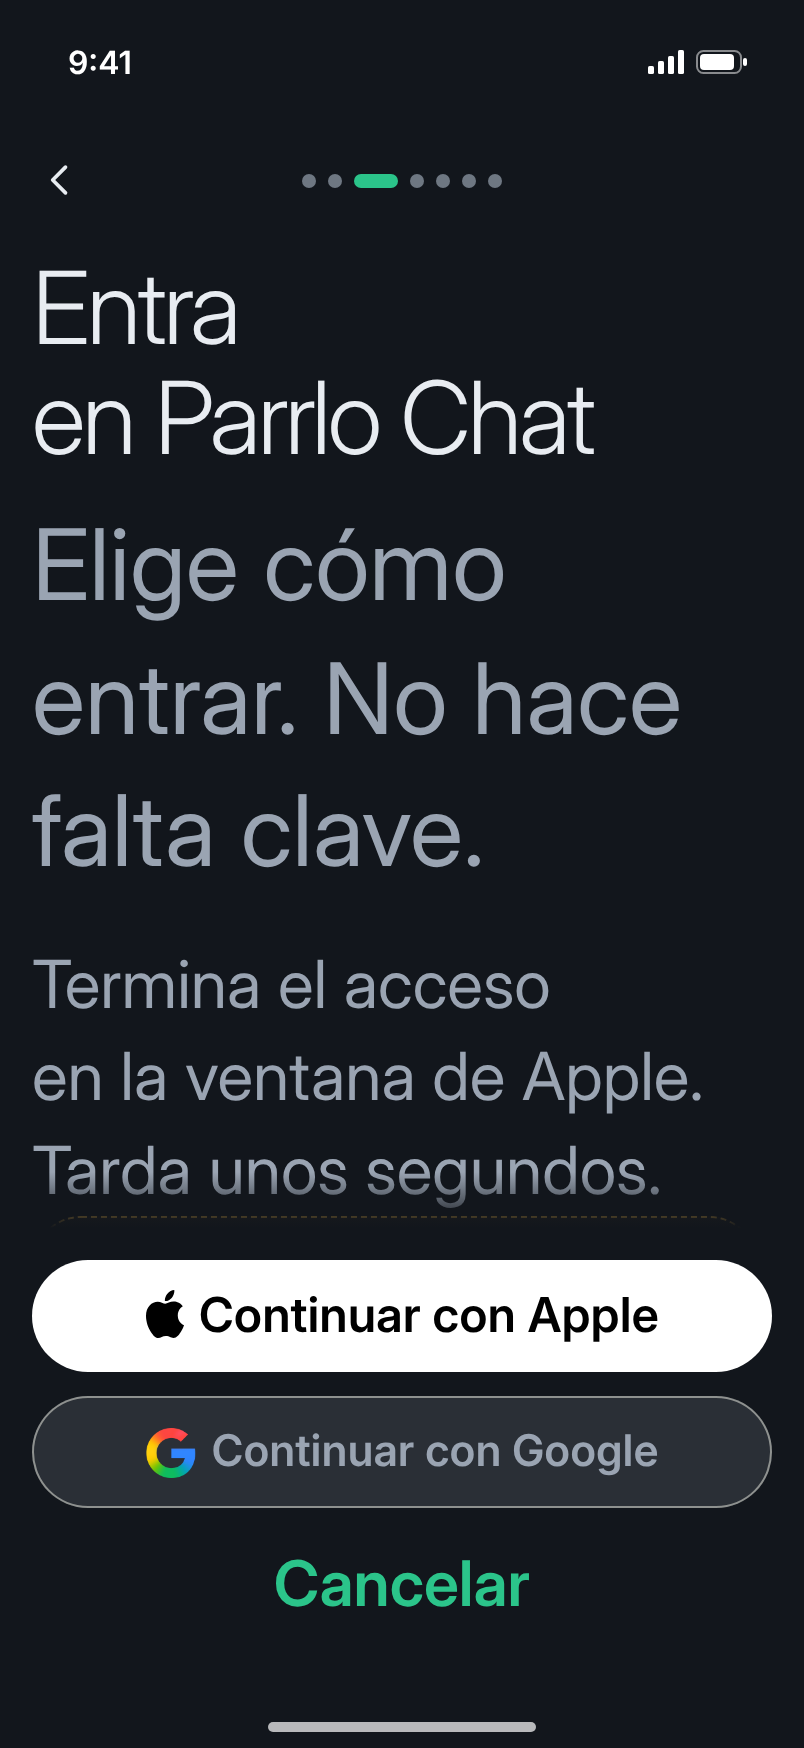 9:41
Entra
en Parrlo Chat
Elige cómo
entrar. No hace
falta clave.
Termina el acceso
en la ventana de Apple.
Tarda unos segundos.
Continuar con Apple
Continuar con Google
Cancelar